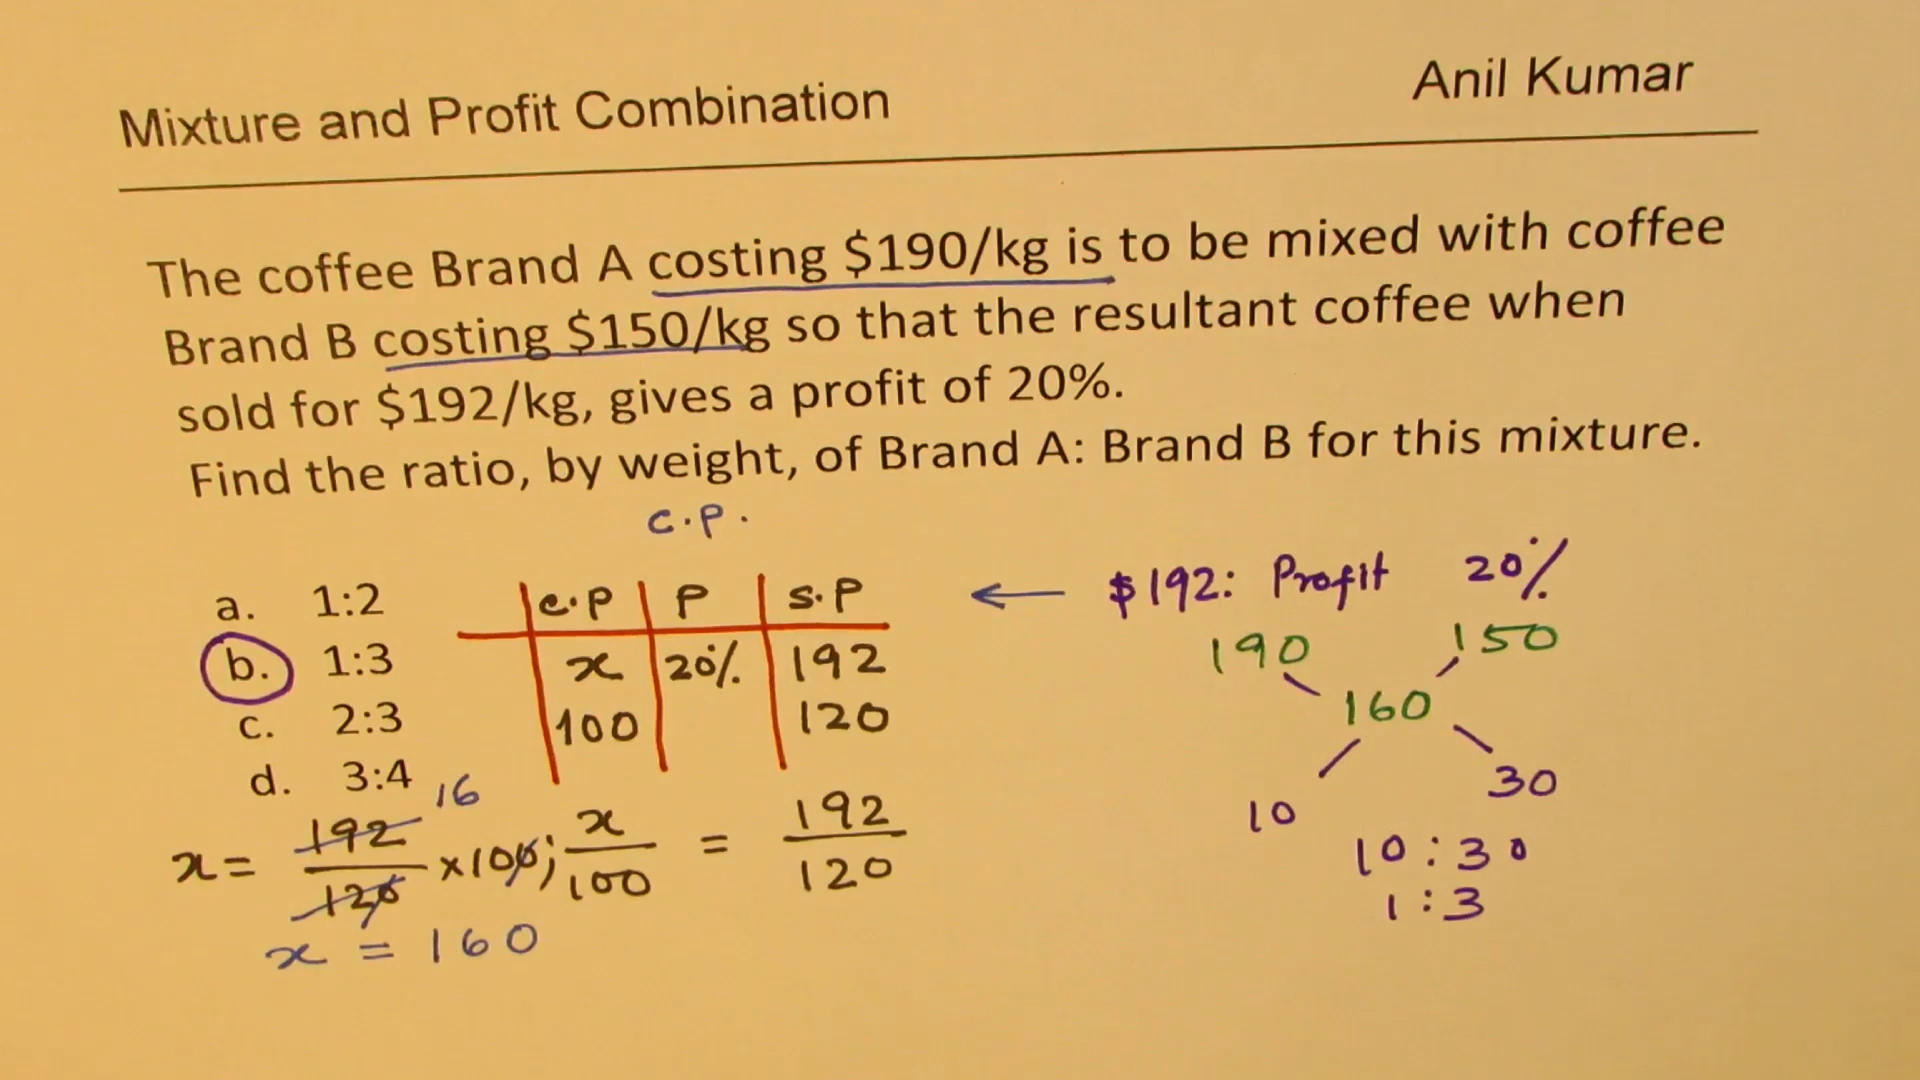 Anil Kumar
Mixture and Profit Combination
The coffee Brand A costing $190/kg is to be mixed with coffee
Brand B costing $150/kg so that the resultant coffee when
sold for $192/kg, gives a profit of 20%.
Find the ratio, by weight, of Brand A: Brand B for this mixture.
C.P.
a. 1:2
b. 1:3
c. 2:3
d. 3:4
C.P P S.P
x 20% 192
100 120
← $192: Profit 20%
190 150
160
10 30
10:30
1:3
16
x = 192/120 ×100; x/100 = 192/120
x = 160